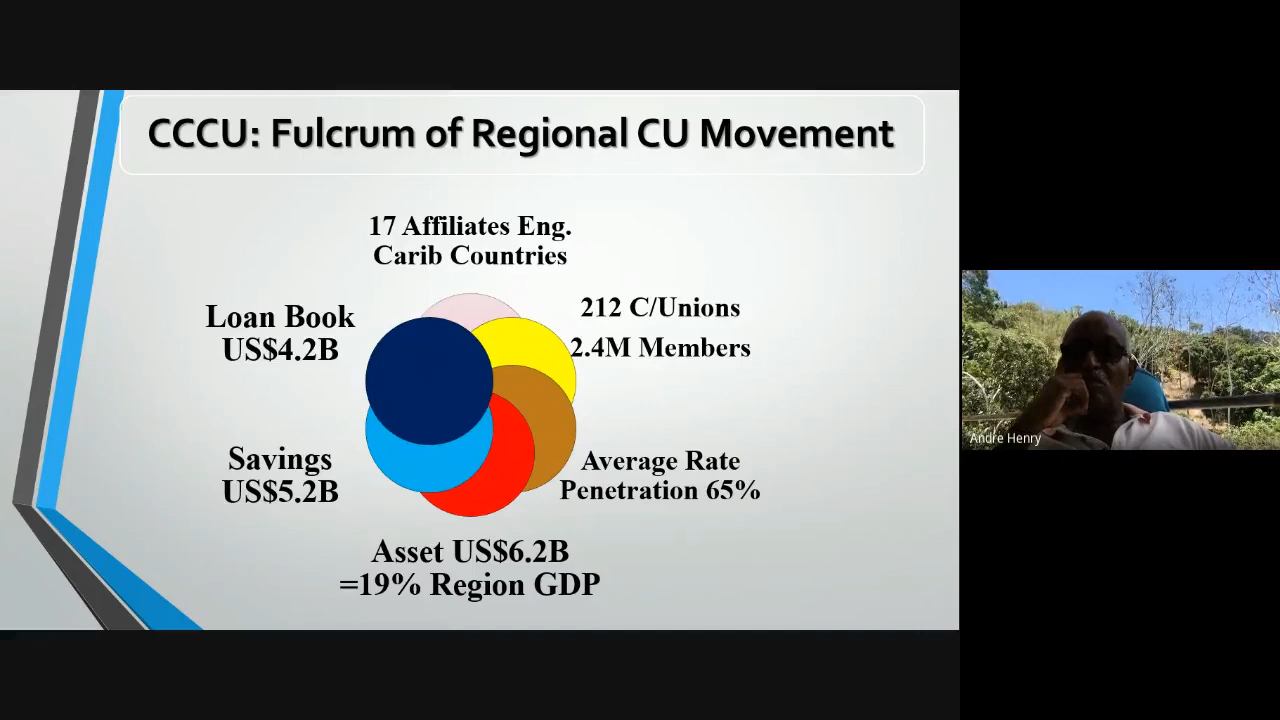 CCCU: Fulcrum of Regional CU Movement
17 Affiliates Eng.
Carib Countries
212 C/Unions
2.4M Members
Average Rate
Penetration 65%
Asset US$6.2B
=19% Region GDP
Savings
US$5.2B
Loan Book
US$4.2B
Andre Henry